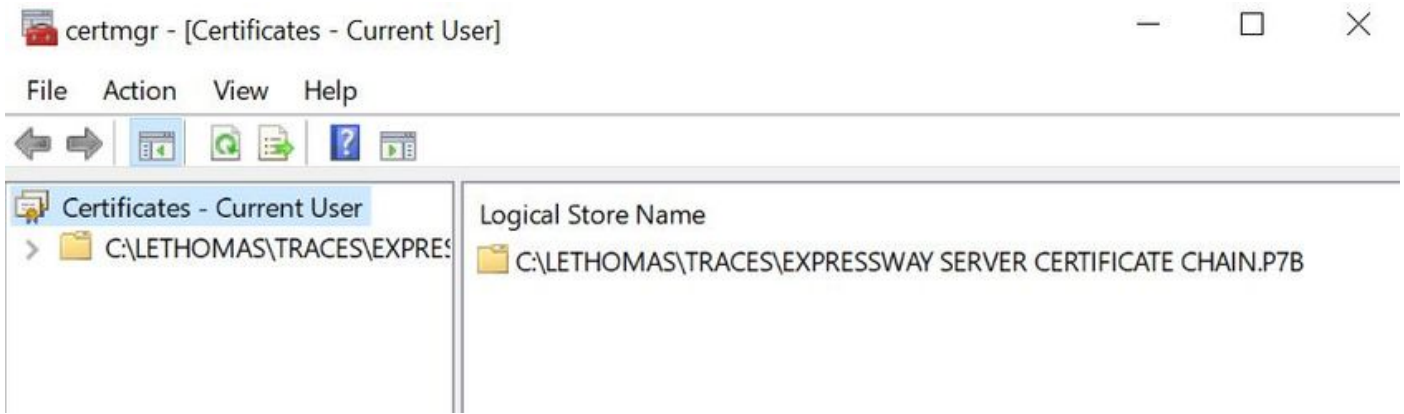 certmgr - [Certificates - Current User]
File Action View Help
Certificates - Current User
C:\LETHOMAS\TRACES\EXPRES
Logical Store Name
C:\LETHOMAS\TRACES\EXPRESSWAY SERVER CERTIFICATE CHAIN.P7B